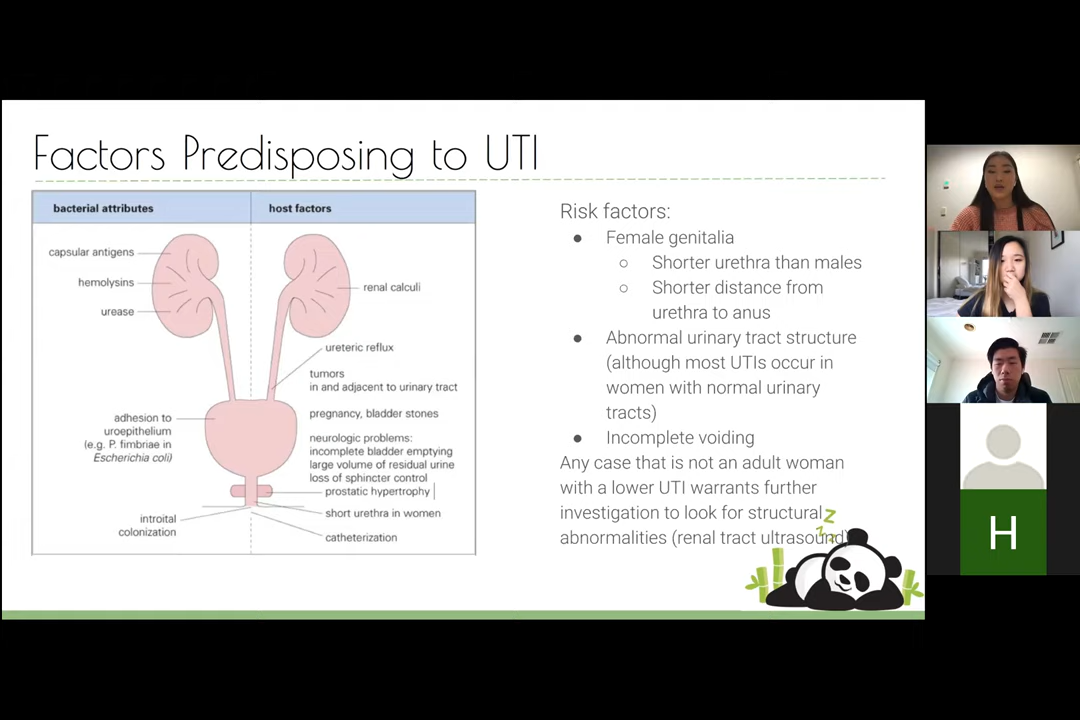 Factors Predisposing to UTI
bacterial attributes
host factors
capsular antigens
hemolysins
urease
renal calculi
ureteric reflux
tumors
in and adjacent to urinary tract
pregnancy, bladder stones
adhesion to
uroepithelium
(e.g. P. fimbriae in
Escherichia coli)
neurologic problems:
incomplete bladder emptying
large volume of residual urine
loss of sphincter control
prostatic hypertrophy
short urethra in women
introital
colonization
catheterization
Risk factors:
● Female genitalia
○ Shorter urethra than males
○ Shorter distance from
urethra to anus
● Abnormal urinary tract structure
(although most UTIs occur in
women with normal urinary
tracts)
● Incomplete voiding
Any case that is not an adult woman
with a lower UTI warrants further
investigation to look for structural
abnormalities (renal tract ultrasound)
z
z
Z
H